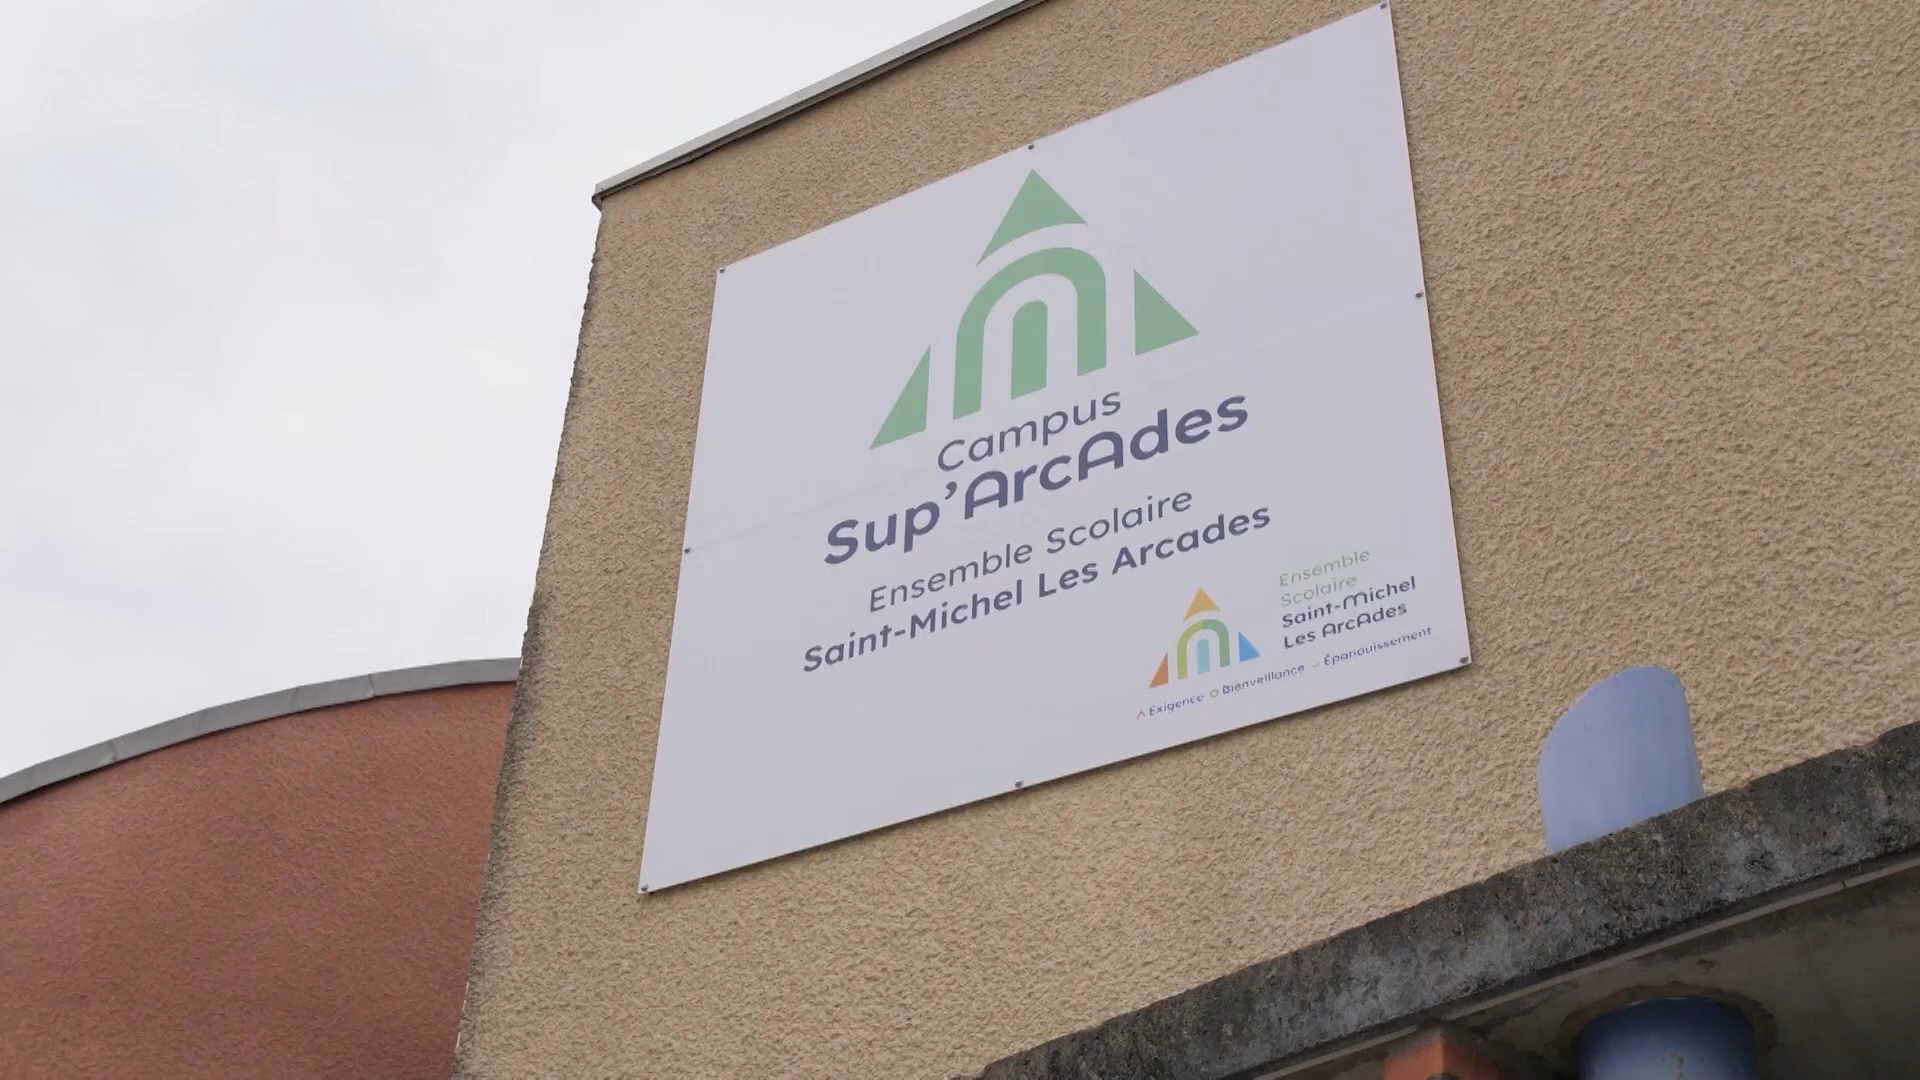 Campus
Sup'ArcAdes
Ensemble Scolaire
Saint-Michel Les Arcades
Ensemble
Scolaire
Saint-Michel
Les ArcAdes
Exigence Bienveillance Épanouissement